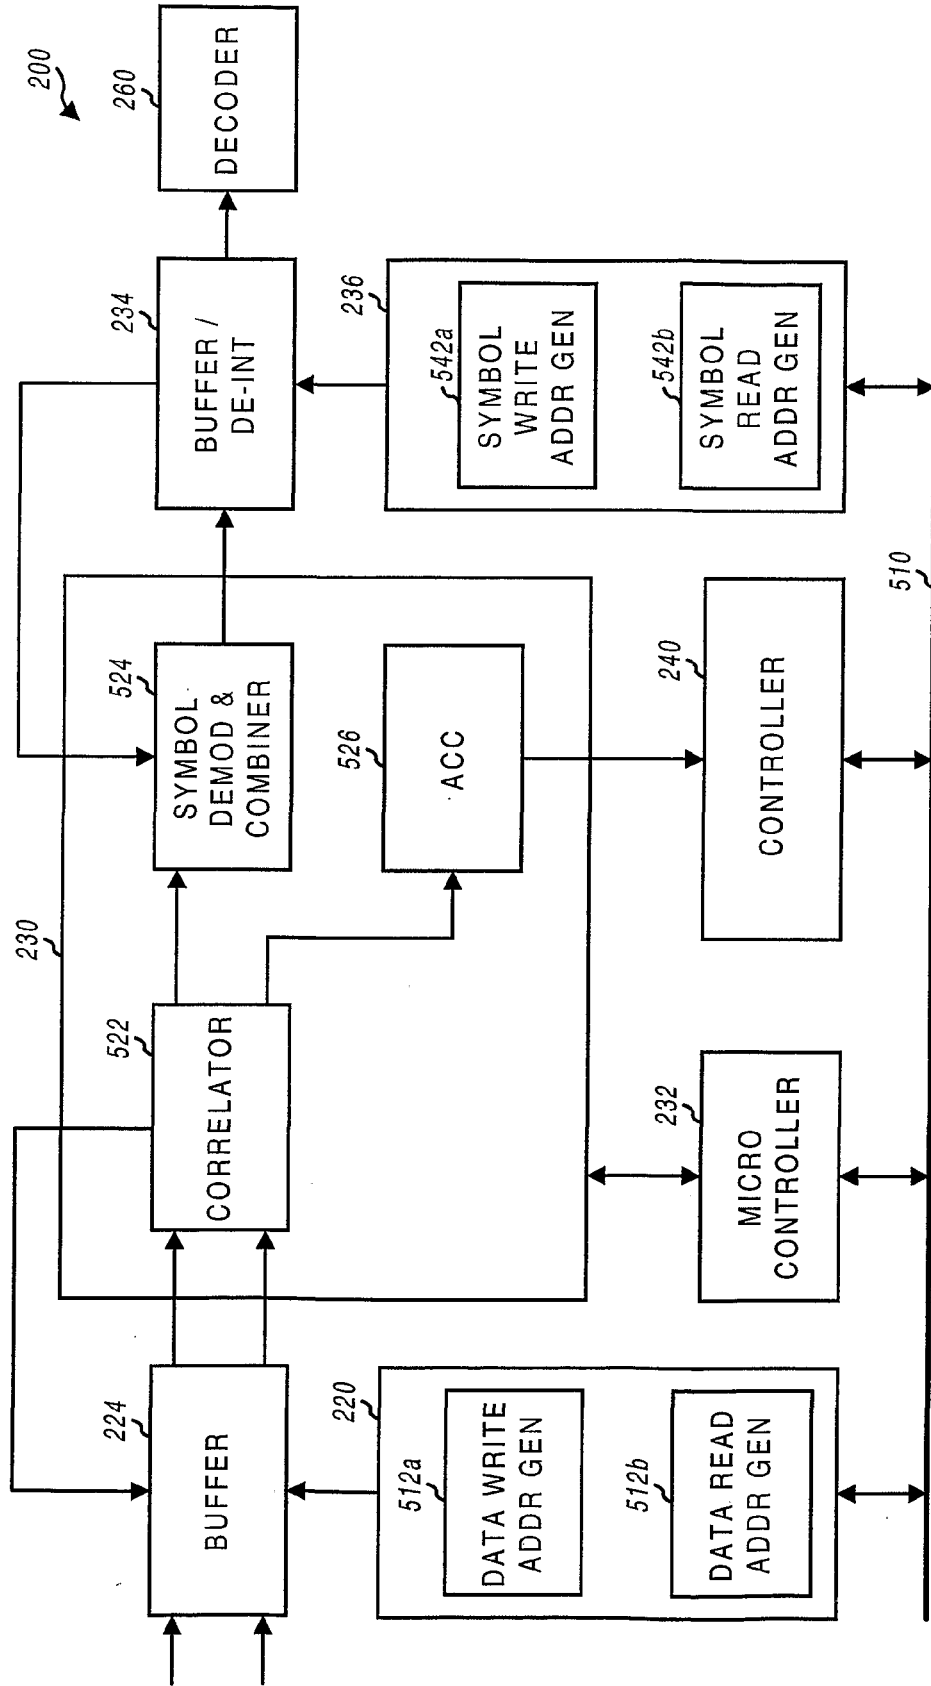 200
224
BUFFER
522
CORRELATOR
230
524
SYMBOL
DEMOD &
COMBINER
234
BUFFER /
DE-INT
260
DECODER
526
ACC
220
512a
DATA WRITE
ADDR GEN
512b
DATA READ
ADDR GEN
232
MICRO
CONTROLLER
240
CONTROLLER
236
542a
SYMBOL
WRITE
ADDR GEN
542b
SYMBOL
READ
ADDR GEN
510